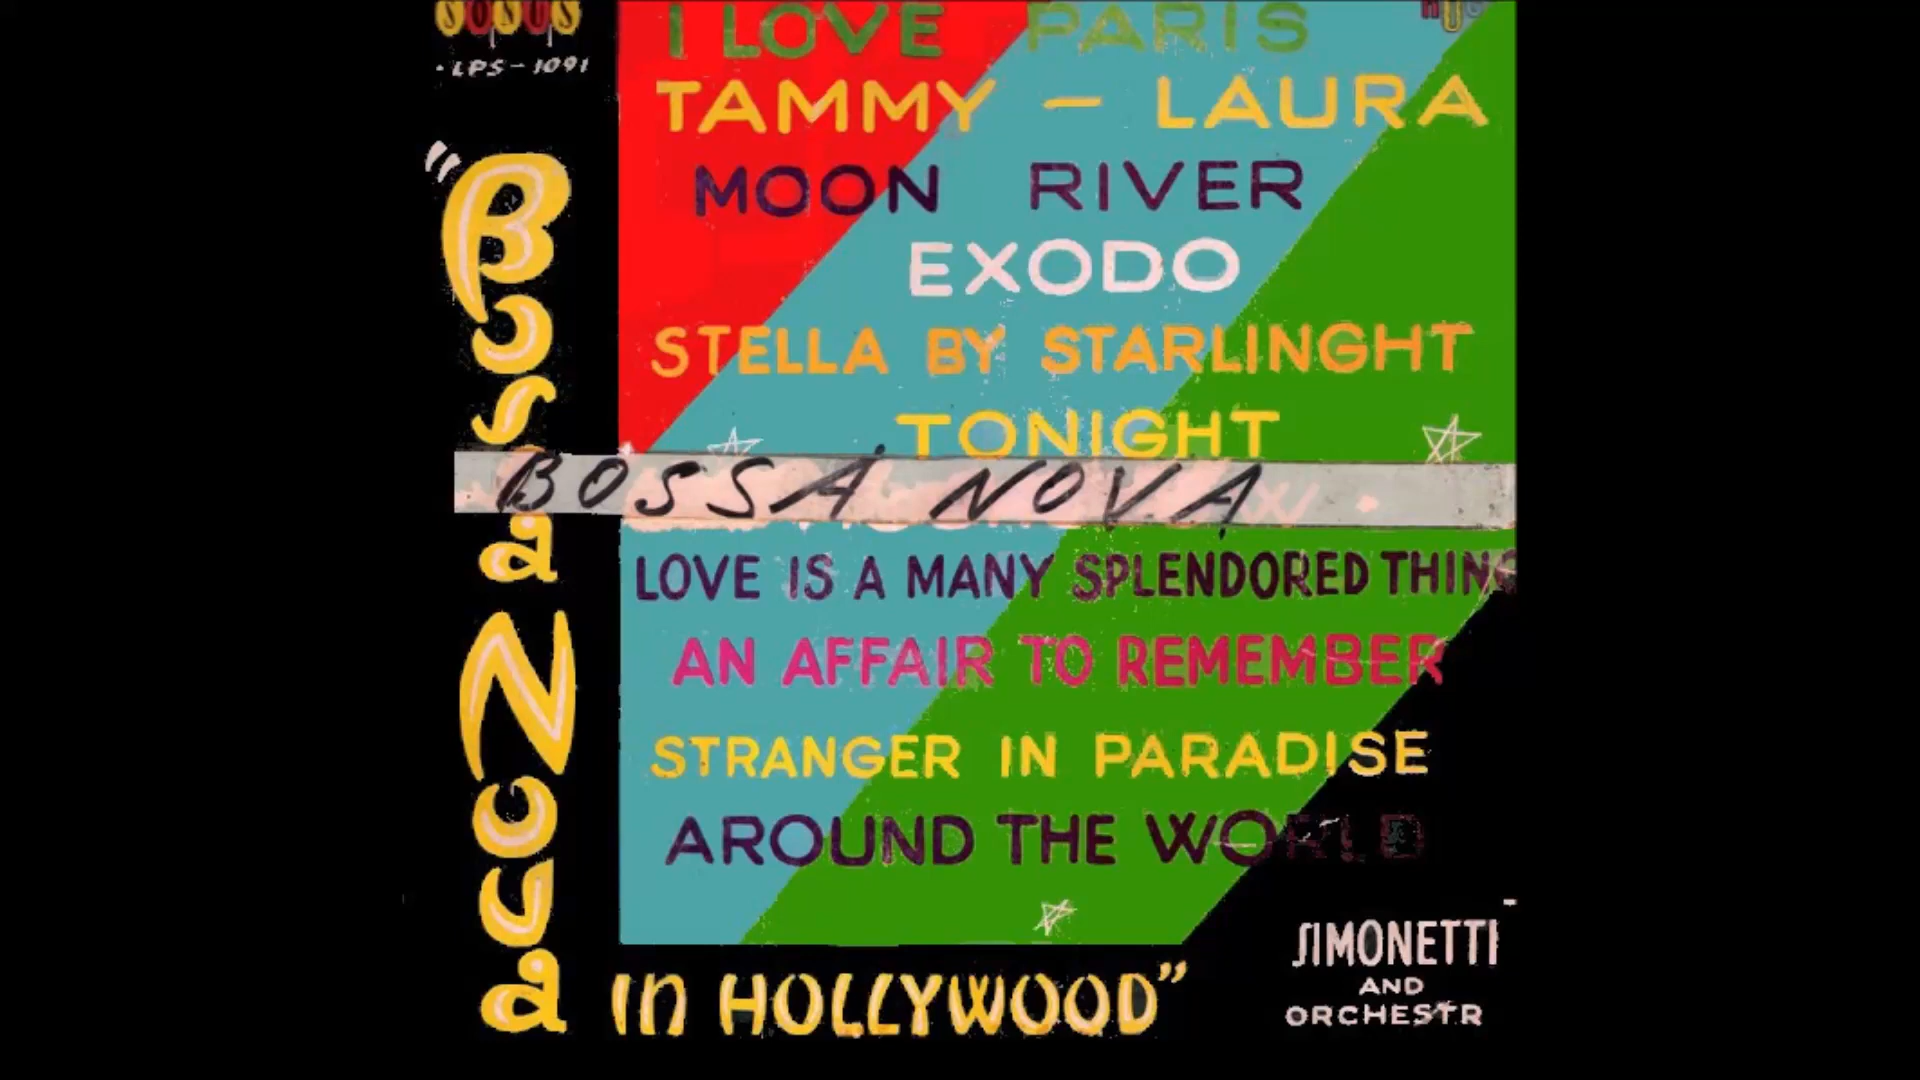 SOSUS
LPS-1091
"Bossa Nova
I LOVE PARIS
TAMMY - LAURA
MOON RIVER
EXODO
STELLA BY STARLINGHT
TONIGHT
BOSSA NOVA
LOVE IS A MANY SPLENDORED THING
AN AFFAIR TO REMEMBER
STRANGER IN PARADISE
AROUND THE WORLD
IN HOLLYWOOD"
SIMONETTI
AND
ORCHESTR